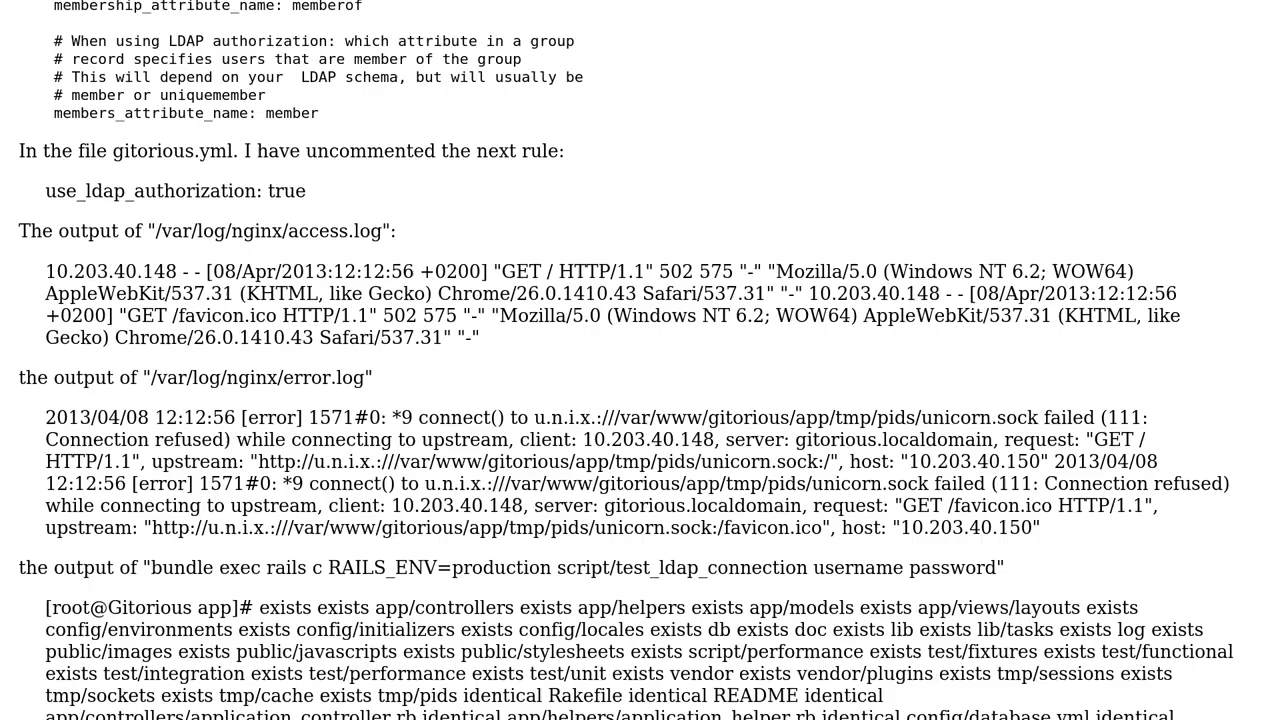 membership_attribute_name: memberof
# When using LDAP authorization: which attribute in a group
# record specifies users that are member of the group
# This will depend on your  LDAP schema, but will usually be
# member or uniquemember
members_attribute_name: member
In the file gitorious.yml. I have uncommented the next rule:
use_ldap_authorization: true
The output of "/var/log/nginx/access.log":
10.203.40.148 - - [08/Apr/2013:12:12:56 +0200] "GET / HTTP/1.1" 502 575 "-" "Mozilla/5.0 (Windows NT 6.2; WOW64)
AppleWebKit/537.31 (KHTML, like Gecko) Chrome/26.0.1410.43 Safari/537.31" "-" 10.203.40.148 - - [08/Apr/2013:12:12:56
+0200] "GET /favicon.ico HTTP/1.1" 502 575 "-" "Mozilla/5.0 (Windows NT 6.2; WOW64) AppleWebKit/537.31 (KHTML, like
Gecko) Chrome/26.0.1410.43 Safari/537.31" "-"
the output of "/var/log/nginx/error.log"
2013/04/08 12:12:56 [error] 1571#0: *9 connect() to u.n.i.x.:///var/www/gitorious/app/tmp/pids/unicorn.sock failed (111:
Connection refused) while connecting to upstream, client: 10.203.40.148, server: gitorious.localdomain, request: "GET /
HTTP/1.1", upstream: "http://u.n.i.x.:///var/www/gitorious/app/tmp/pids/unicorn.sock:/", host: "10.203.40.150" 2013/04/08
12:12:56 [error] 1571#0: *9 connect() to u.n.i.x.:///var/www/gitorious/app/tmp/pids/unicorn.sock failed (111: Connection refused)
while connecting to upstream, client: 10.203.40.148, server: gitorious.localdomain, request: "GET /favicon.ico HTTP/1.1",
upstream: "http://u.n.i.x.:///var/www/gitorious/app/tmp/pids/unicorn.sock:/favicon.ico", host: "10.203.40.150"
the output of "bundle exec rails c RAILS_ENV=production script/test_ldap_connection username password"
[root@Gitorious app]# exists exists app/controllers exists app/helpers exists app/models exists app/views/layouts exists
config/environments exists config/initializers exists config/locales exists db exists doc exists lib exists lib/tasks exists log exists
public/images exists public/javascripts exists public/stylesheets exists script/performance exists test/fixtures exists test/functional
exists test/integration exists test/performance exists test/unit exists vendor exists vendor/plugins exists tmp/sessions exists
tmp/sockets exists tmp/cache exists tmp/pids identical Rakefile identical README identical
app/controllers/application_controller.rb identical app/helpers/application_helper.rb identical config/database.yml identical